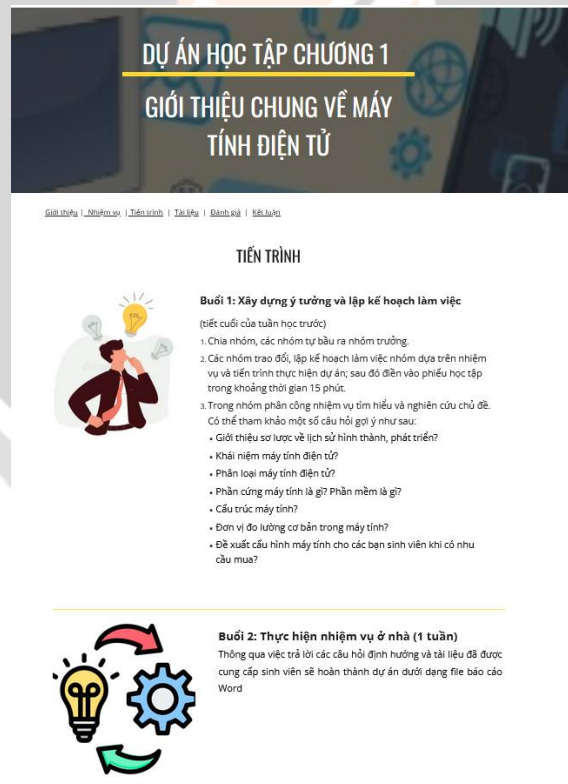 DỰ ÁN HỌC TẬP CHƯƠNG 1
GIỚI THIỆU CHUNG VỀ MÁY
TÍNH ĐIỆN TỬ
Giới thiệu | Nhiệm vụ | Tiến trình | Tài liệu | Đánh giá | Kết luận
TIẾN TRÌNH
Buổi 1: Xây dựng ý tưởng và lập kế hoạch làm việc
(tiết cuối của tuần học trước)
1. Chia nhóm, các nhóm tự bầu ra nhóm trưởng.
2. Các nhóm trao đổi, lập kế hoạch làm việc nhóm dựa trên nhiệm
vụ và tiến trình thực hiện dự án; sau đó điền vào phiếu học tập
trong khoảng thời gian 15 phút.
3. Trong nhóm phân công nhiệm vụ tìm hiểu và nghiên cứu chủ đề.
Có thể tham khảo một số câu hỏi gợi ý như sau:
• Giới thiệu sơ lược về lịch sử hình thành, phát triển?
• Khái niệm máy tính điện tử?
• Phân loại máy tính điện tử?
• Phần cứng máy tính là gì? Phần mềm là gì?
• Cấu trúc máy tính?
• Đơn vị đo lường cơ bản trong máy tính?
• Đề xuất cấu hình máy tính cho các bạn sinh viên khi có nhu
cầu mua?
Buổi 2: Thực hiện nhiệm vụ ở nhà (1 tuần)
Thông qua việc trả lời các câu hỏi định hướng và tài liệu đã được
cung cấp sinh viên sẽ hoàn thành dự án dưới dạng file báo cáo
Word